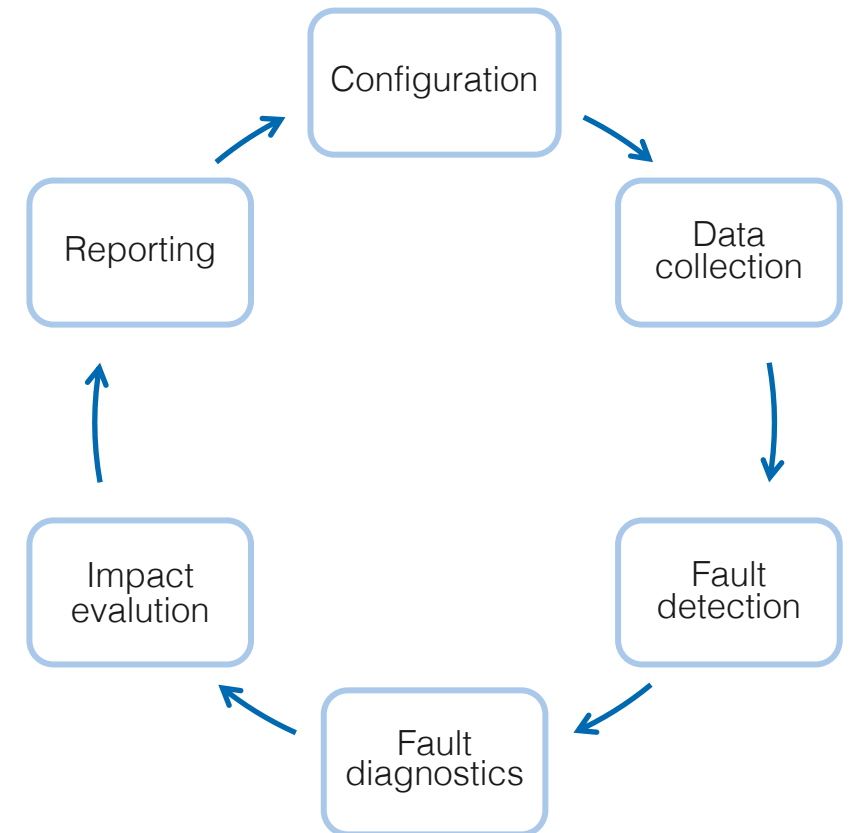 Configuration
Data
collection
Fault
detection
Fault
diagnostics
Impact
evalution
Reporting